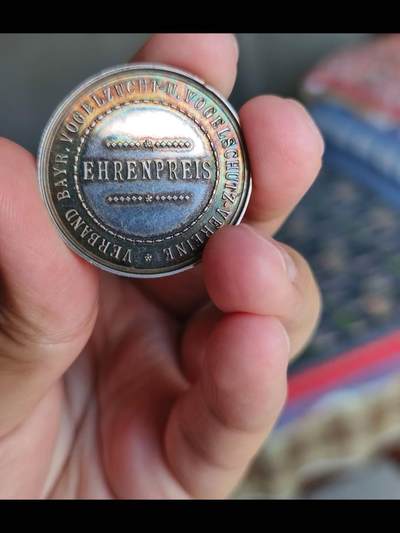 VERBAND BAYR. VOGELZUCHT- U. VOGELSCHUTZ-VEREINE
EHRENPREIS